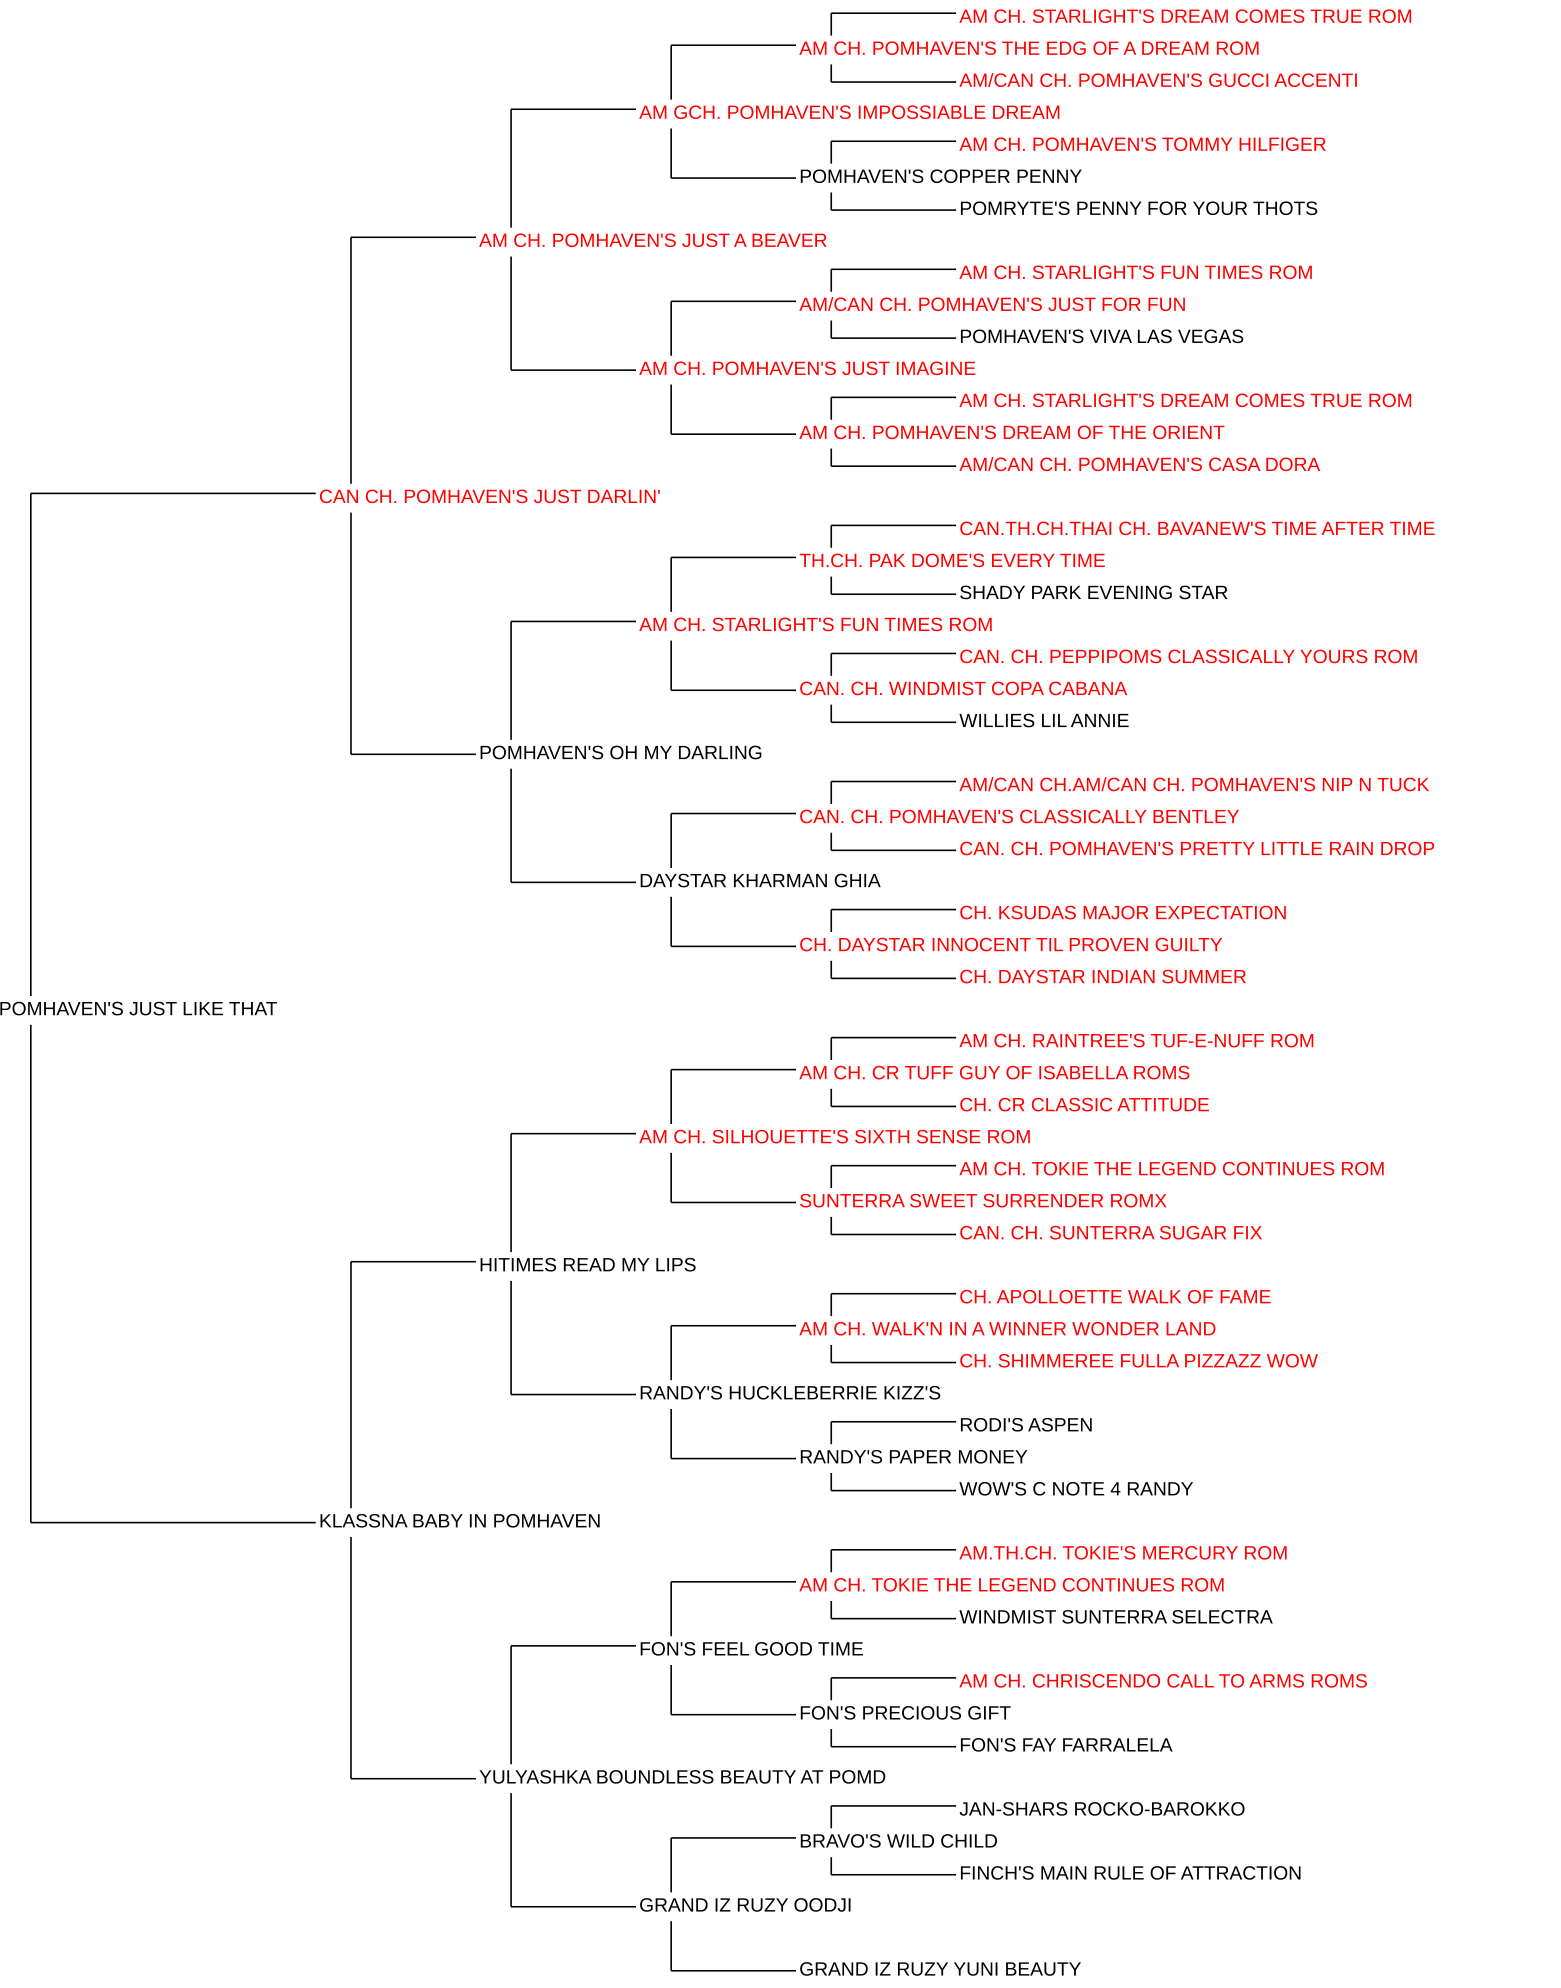 AM CH. STARLIGHT'S DREAM COMES TRUE ROM
AM CH. POMHAVEN'S THE EDG OF A DREAM ROM
AM/CAN CH. POMHAVEN'S GUCCI ACCENTI
AM GCH. POMHAVEN'S IMPOSSIABLE DREAM
AM CH. POMHAVEN'S TOMMY HILFIGER
POMHAVEN'S COPPER PENNY
POMRYTE'S PENNY FOR YOUR THOTS
AM CH. POMHAVEN'S JUST A BEAVER
AM CH. STARLIGHT'S FUN TIMES ROM
AM/CAN CH. POMHAVEN'S JUST FOR FUN
POMHAVEN'S VIVA LAS VEGAS
AM CH. POMHAVEN'S JUST IMAGINE
AM CH. STARLIGHT'S DREAM COMES TRUE ROM
AM CH. POMHAVEN'S DREAM OF THE ORIENT
AM/CAN CH. POMHAVEN'S CASA DORA
CAN CH. POMHAVEN'S JUST DARLIN'
CAN.TH.CH.THAI CH. BAVANEW'S TIME AFTER TIME
TH.CH. PAK DOME'S EVERY TIME
SHADY PARK EVENING STAR
AM CH. STARLIGHT'S FUN TIMES ROM
CAN. CH. PEPPIPOMS CLASSICALLY YOURS ROM
CAN. CH. WINDMIST COPA CABANA
WILLIES LIL ANNIE
POMHAVEN'S OH MY DARLING
AM/CAN CH.AM/CAN CH. POMHAVEN'S NIP N TUCK
CAN. CH. POMHAVEN'S CLASSICALLY BENTLEY
CAN. CH. POMHAVEN'S PRETTY LITTLE RAIN DROP
DAYSTAR KHARMAN GHIA
CH. KSUDAS MAJOR EXPECTATION
CH. DAYSTAR INNOCENT TIL PROVEN GUILTY
CH. DAYSTAR INDIAN SUMMER
POMHAVEN'S JUST LIKE THAT
AM CH. RAINTREE'S TUF-E-NUFF ROM
AM CH. CR TUFF GUY OF ISABELLA ROMS
CH. CR CLASSIC ATTITUDE
AM CH. SILHOUETTE'S SIXTH SENSE ROM
AM CH. TOKIE THE LEGEND CONTINUES ROM
SUNTERRA SWEET SURRENDER ROMX
CAN. CH. SUNTERRA SUGAR FIX
HITIMES READ MY LIPS
CH. APOLLOETTE WALK OF FAME
AM CH. WALK'N IN A WINNER WONDER LAND
CH. SHIMMEREE FULLA PIZZAZZ WOW
RANDY'S HUCKLEBERRIE KIZZ'S
RODI'S ASPEN
RANDY'S PAPER MONEY
WOW'S C NOTE 4 RANDY
KLASSNA BABY IN POMHAVEN
AM.TH.CH. TOKIE'S MERCURY ROM
AM CH. TOKIE THE LEGEND CONTINUES ROM
WINDMIST SUNTERRA SELECTRA
FON'S FEEL GOOD TIME
AM CH. CHRISCENDO CALL TO ARMS ROMS
FON'S PRECIOUS GIFT
FON'S FAY FARRALELA
YULYASHKA BOUNDLESS BEAUTY AT POMD
JAN-SHARS ROCKO-BAROKKO
BRAVO'S WILD CHILD
FINCH'S MAIN RULE OF ATTRACTION
GRAND IZ RUZY OODJI
GRAND IZ RUZY YUNI BEAUTY